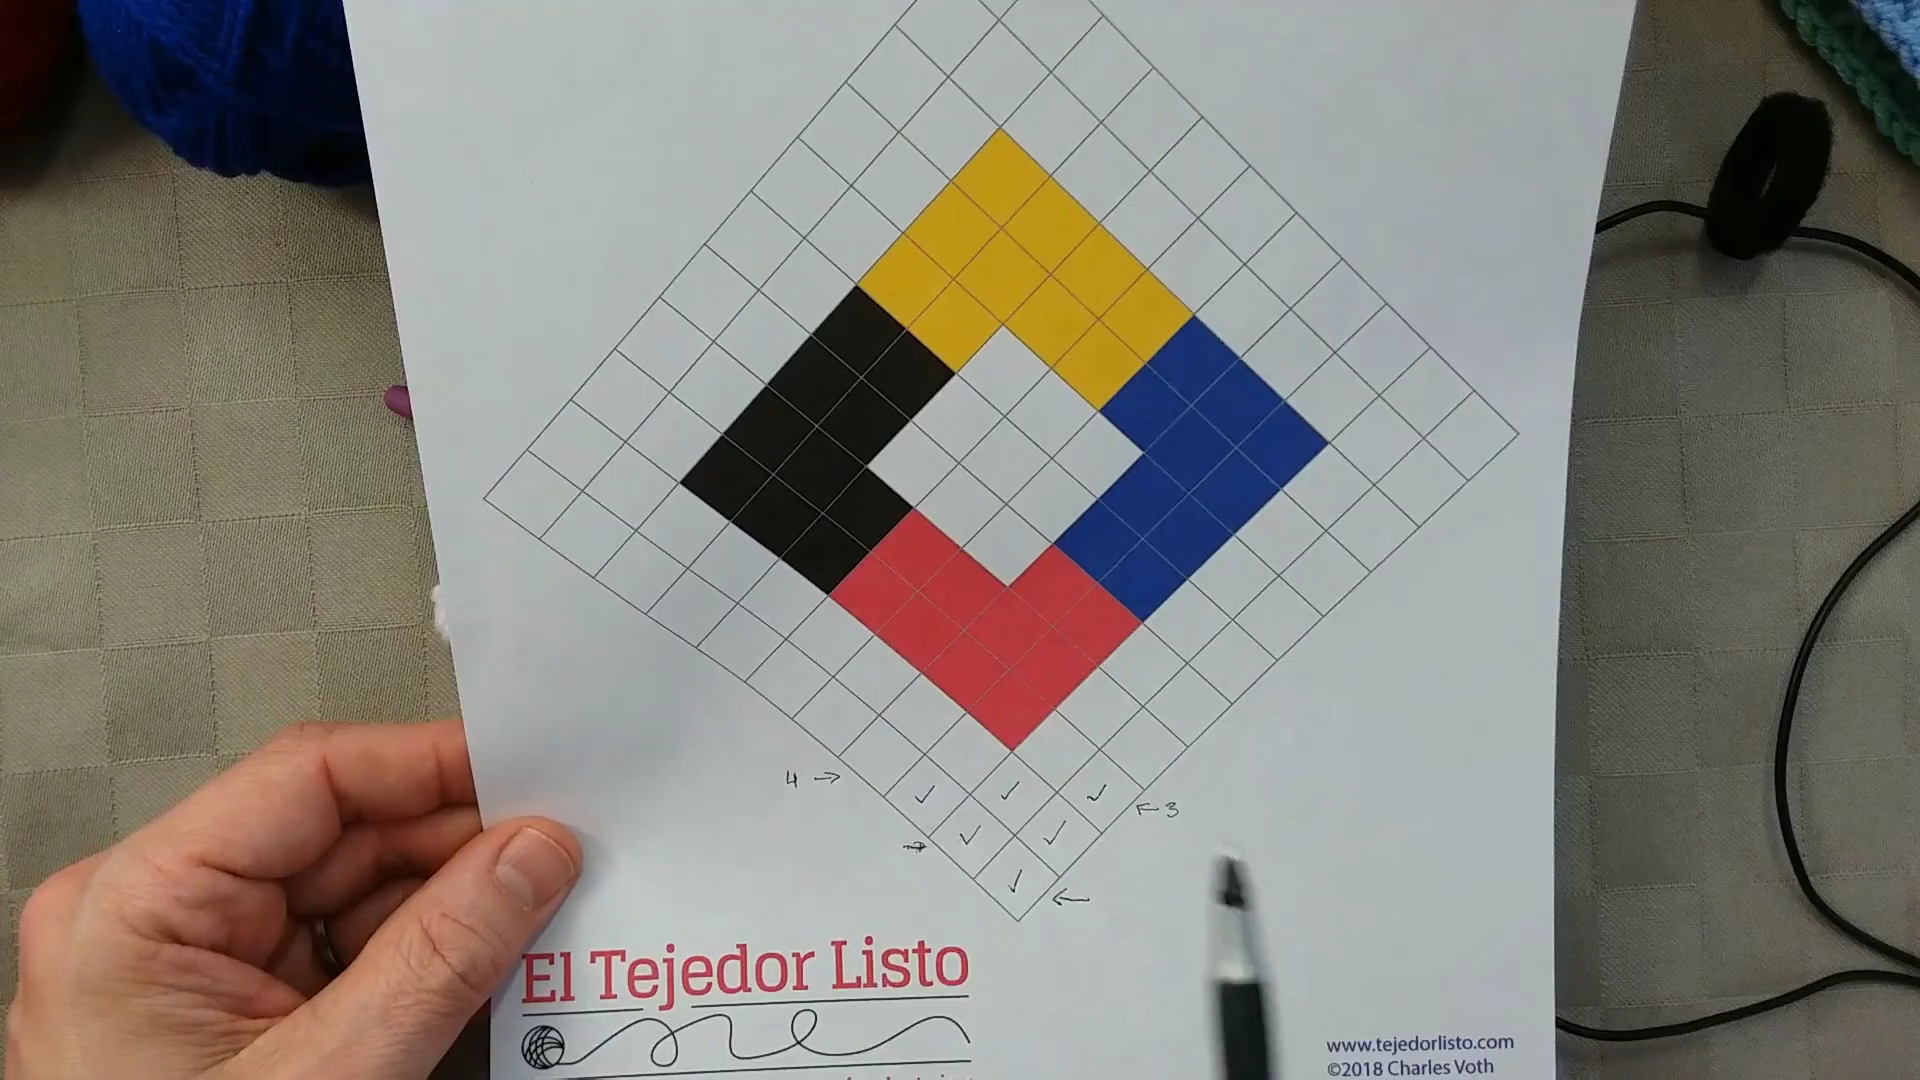 4 →
✓ ✓ ✓
← 3
→ ✓ ✓
✓ ←
El Tejedor Listo
www.tejedorlisto.com
©2018 Charles Voth